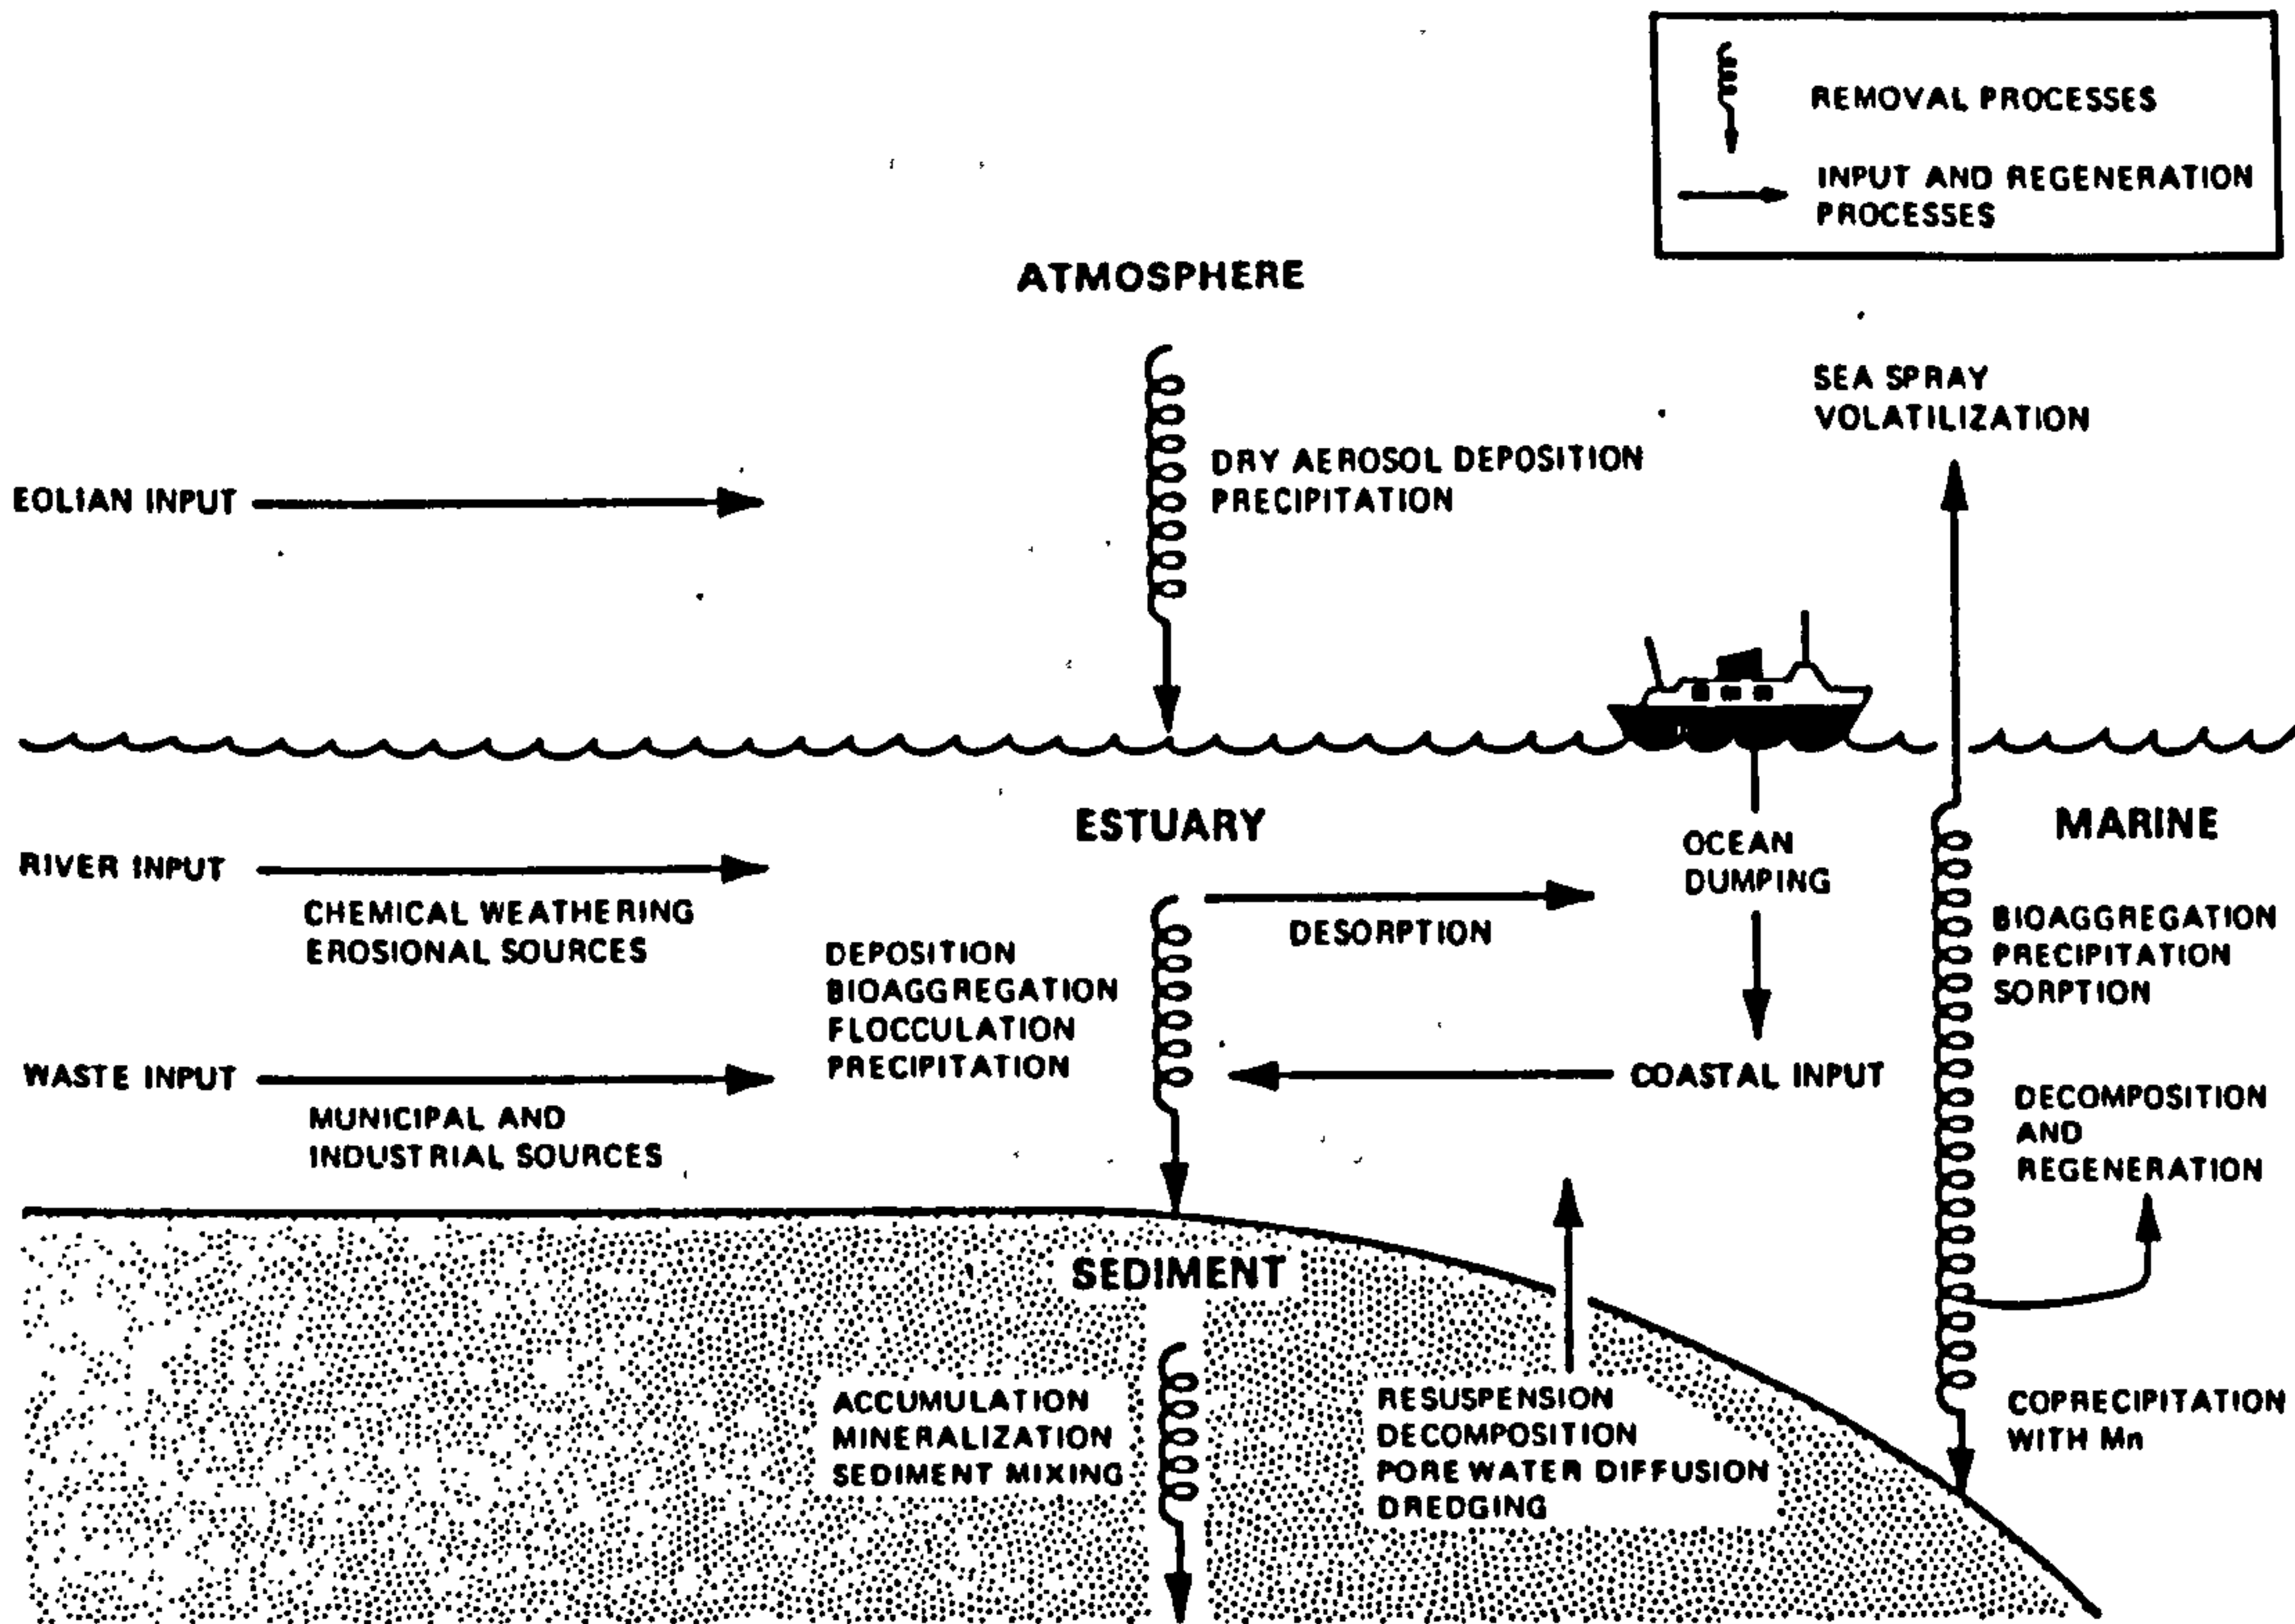 REMOVAL PROCESSES
INPUT AND REGENERATION
PROCESSES
ATMOSPHERE
SEA SPRAY
VOLATILIZATION
DRY AEROSOL DEPOSITION
PRECIPITATION
EOLIAN INPUT
ESTUARY
MARINE
RIVER INPUT
CHEMICAL WEATHERING
EROSIONAL SOURCES
DESORPTION
OCEAN
DUMPING
BIOAGGREGATION
PRECIPITATION
SORPTION
DEPOSITION
BIOAGGREGATION
FLOCCULATION
PRECIPITATION
WASTE INPUT
MUNICIPAL AND
INDUSTRIAL SOURCES
COASTAL INPUT
DECOMPOSITION
AND
REGENERATION
SEDIMENT
ACCUMULATION
MINERALIZATION
SEDIMENT MIXING
RESUSPENSION
DECOMPOSITION
PORE WATER DIFFUSION
DREDGING
COPRECIPITATION
WITH Mn